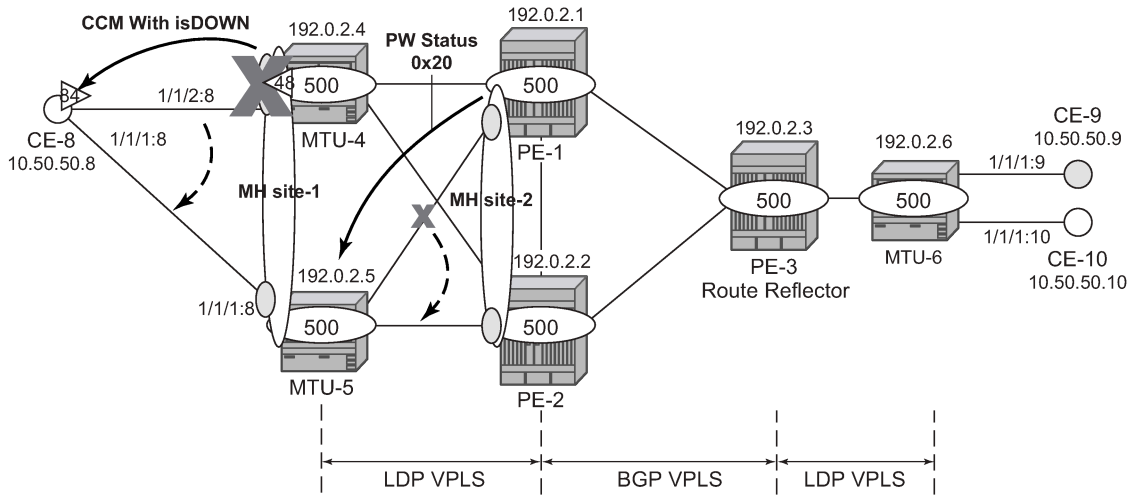 CCM With isDOWN
192.0.2.4
PW Status
0x20
192.0.2.1
84
1/1/2:8
48
500
500
CE-8
10.50.50.8
1/1/1:8
MTU-4
PE-1
192.0.2.3
192.0.2.6
CE-9
10.50.50.9
1/1/1:9
MH site-1
MH site-2
500
500
1/1/1:10
CE-10
10.50.50.10
MTU-6
PE-3
Route Reflector
192.0.2.5
192.0.2.2
1/1/1:8
500
500
MTU-5
PE-2
LDP VPLS
BGP VPLS
LDP VPLS